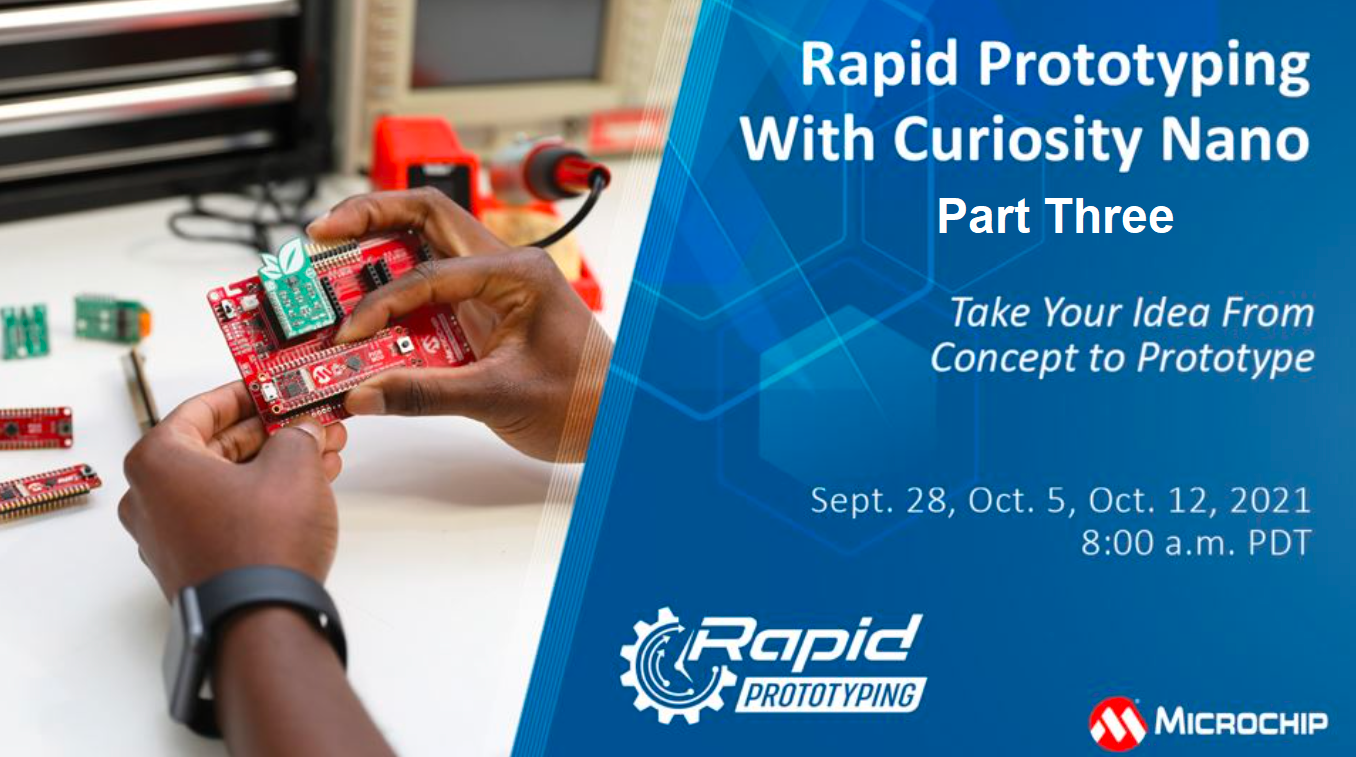 Rapid Prototyping
With Curiosity Nano
Part Three
Take Your Idea From
Concept to Prototype
Sept. 28, Oct. 5, Oct. 12, 2021
8:00 a.m. PDT
Rapid
PROTOTYPING
MICROCHIP